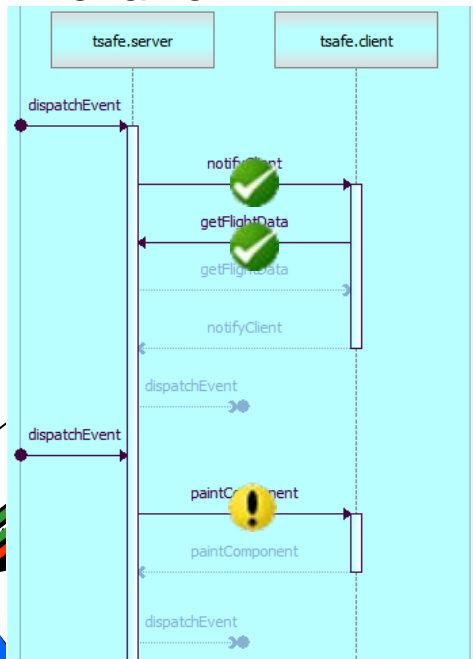 tsafe.server
tsafe.client
dispatchEvent
notifyClient
getFlightData
getFlightData
notifyClient
dispatchEvent
dispatchEvent
paintComponent
paintComponent
dispatchEvent